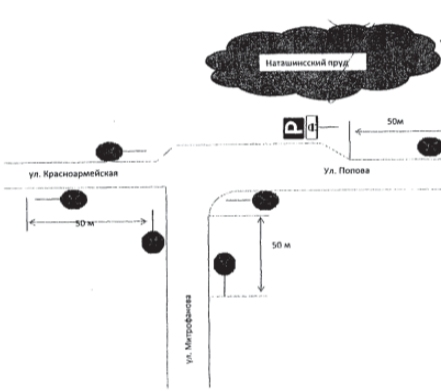 Наташинсский пруд
P
50м
ул. Красноармейская
Ул. Попова
50 м
50 м
ул. Митрофанова